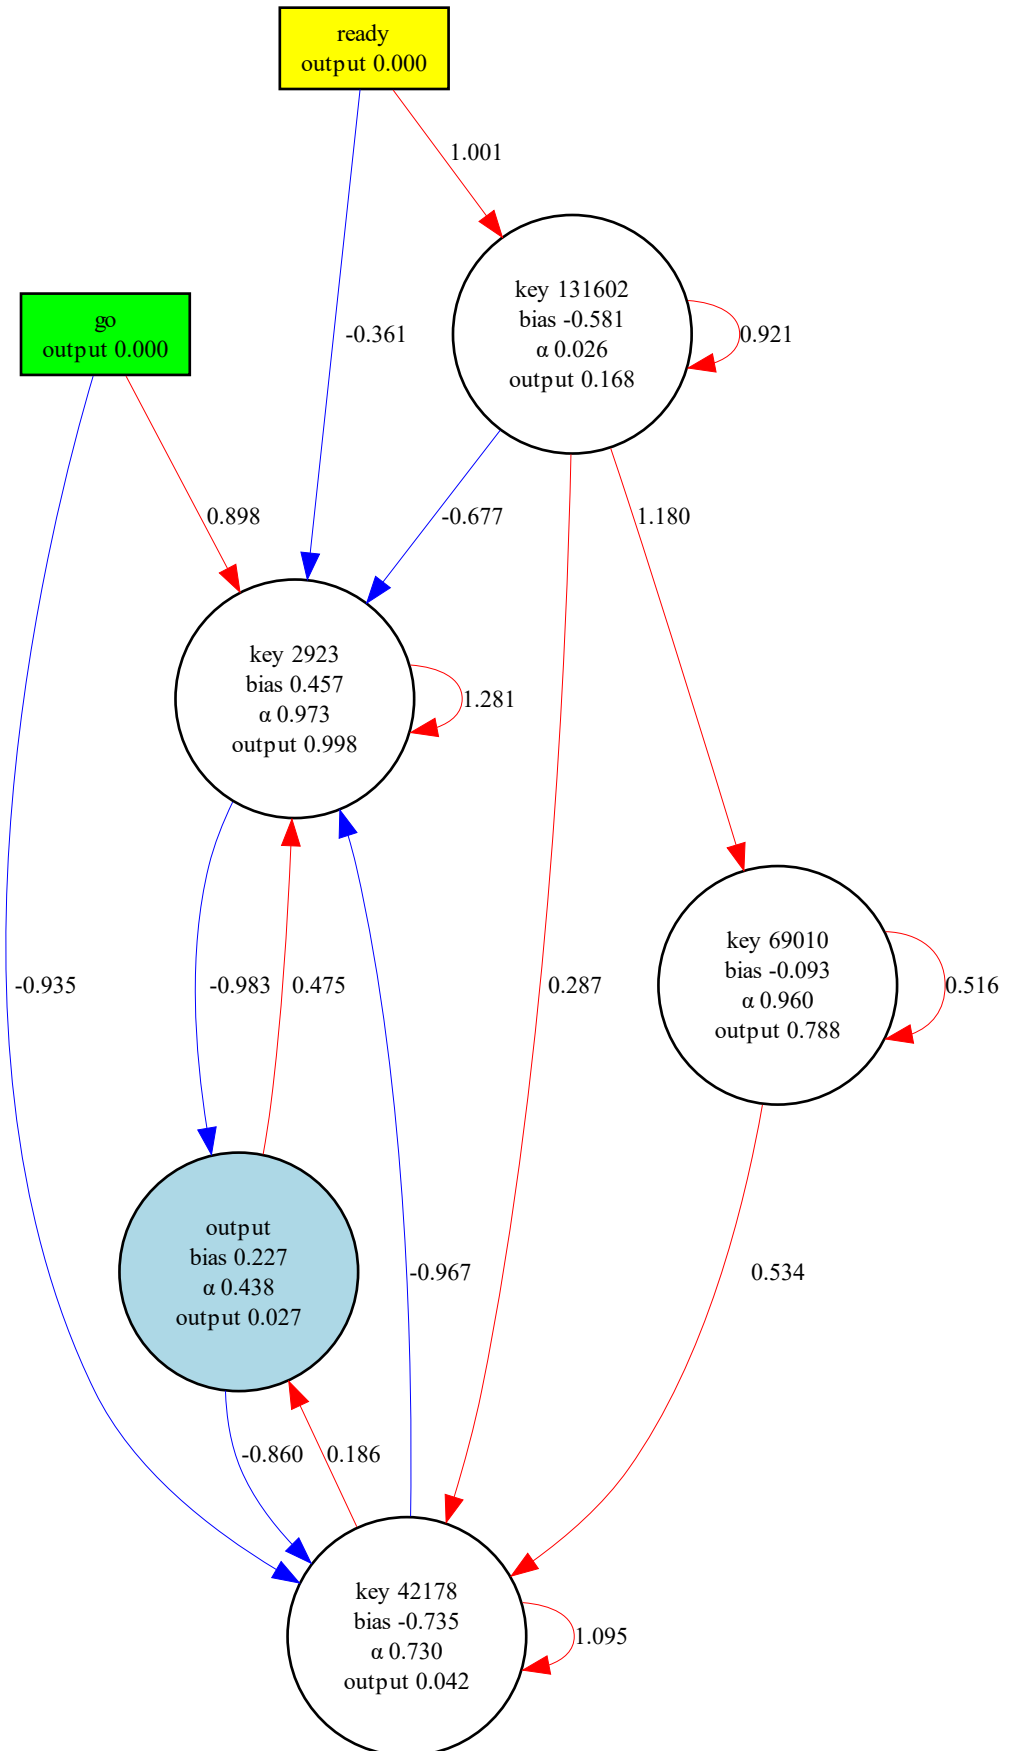 ready
output 0.000
1.001
key 131602
bias -0.581
α 0.026
output 0.168
0.921
-0.361
go
output 0.000
0.898
-0.677
1.180
key 2923
bias 0.457
α 0.973
output 0.998
1.281
key 69010
bias -0.093
α 0.960
output 0.788
0.516
-0.935
-0.983
0.475
0.287
output
bias 0.227
α 0.438
output 0.027
-0.967
0.534
-0.860
0.186
key 42178
bias -0.735
α 0.730
output 0.042
1.095